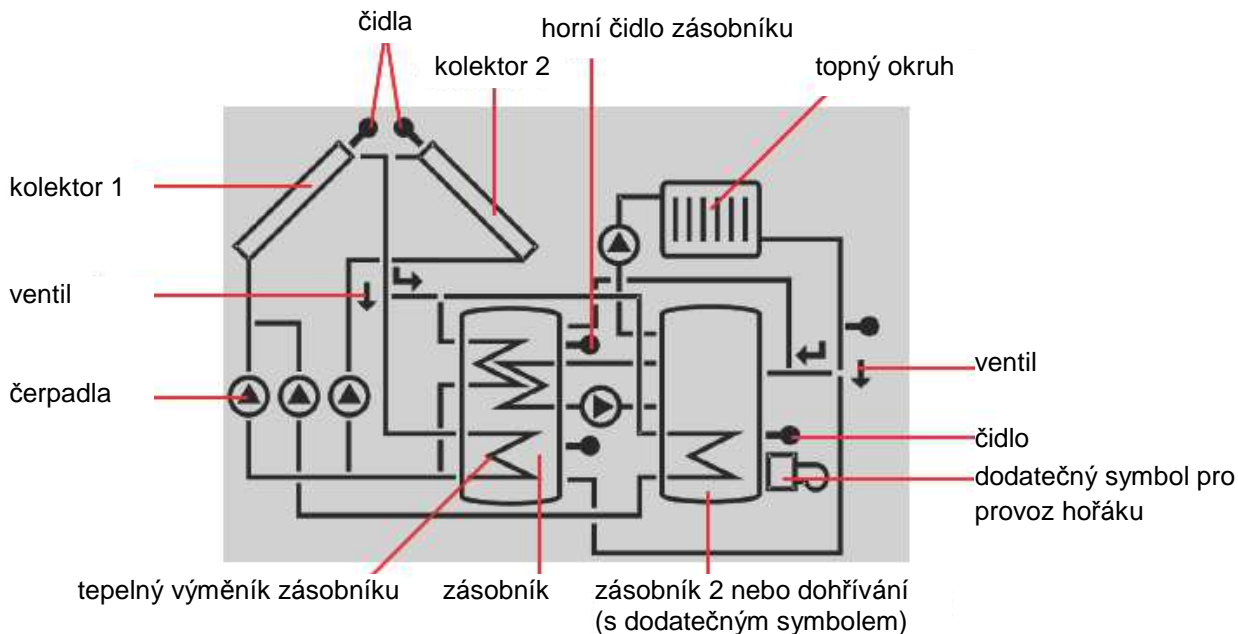 čidla
horní čidlo zásobníku
kolektor 2
topný okruh
kolektor 1
ventil
čerpadla
ventil
čidlo
dodatečný symbol pro
provoz hořáku
tepelný výměník zásobníku
zásobník
zásobník 2 nebo dohřívání
(s dodatečným symbolem)